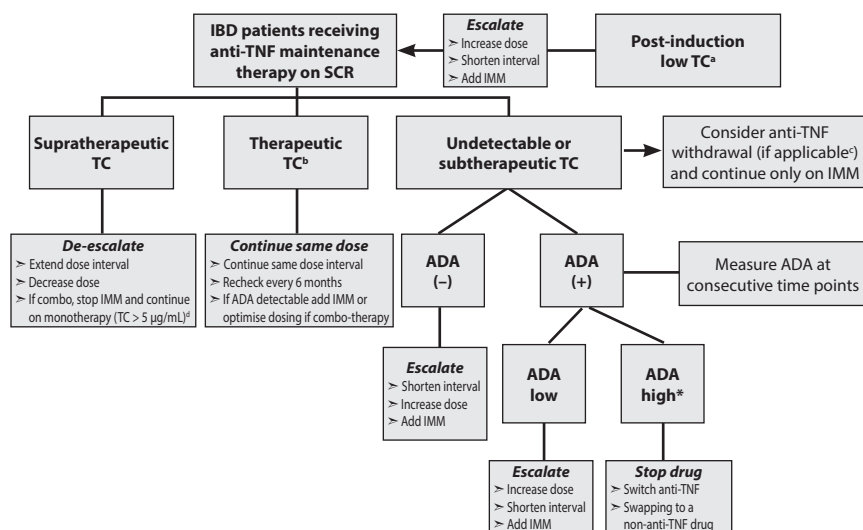 IBD patients receiving
anti-TNF maintenance
therapy on SCR
Escalate
➣ Increase dose
➣ Shorten interval
➣ Add IMM
Post-induction
low TCᵃ
Supratherapeutic
TC
Therapeutic
TCᵇ
Undetectable or
subtherapeutic TC
Consider anti-TNF
withdrawal (if applicableᶜ)
and continue only on IMM
De-escalate
➣ Extend dose interval
➣ Decrease dose
➣ If combo, stop IMM and continue
on monotherapy (TC > 5 µg/mL)ᵈ
Continue same dose
➣ Continue same dose interval
➣ Recheck every 6 months
➣ If ADA detectable add IMM or
optimise dosing if combo-therapy
ADA
(–)
ADA
(+)
Measure ADA at
consecutive time points
Escalate
➣ Shorten interval
➣ Increase dose
➣ Add IMM
ADA
low
ADA
high*
Escalate
➣ Increase dose
➣ Shorten interval
➣ Add IMM
Stop drug
➣ Switch anti-TNF
➣ Swapping to a
non-anti-TNF drug